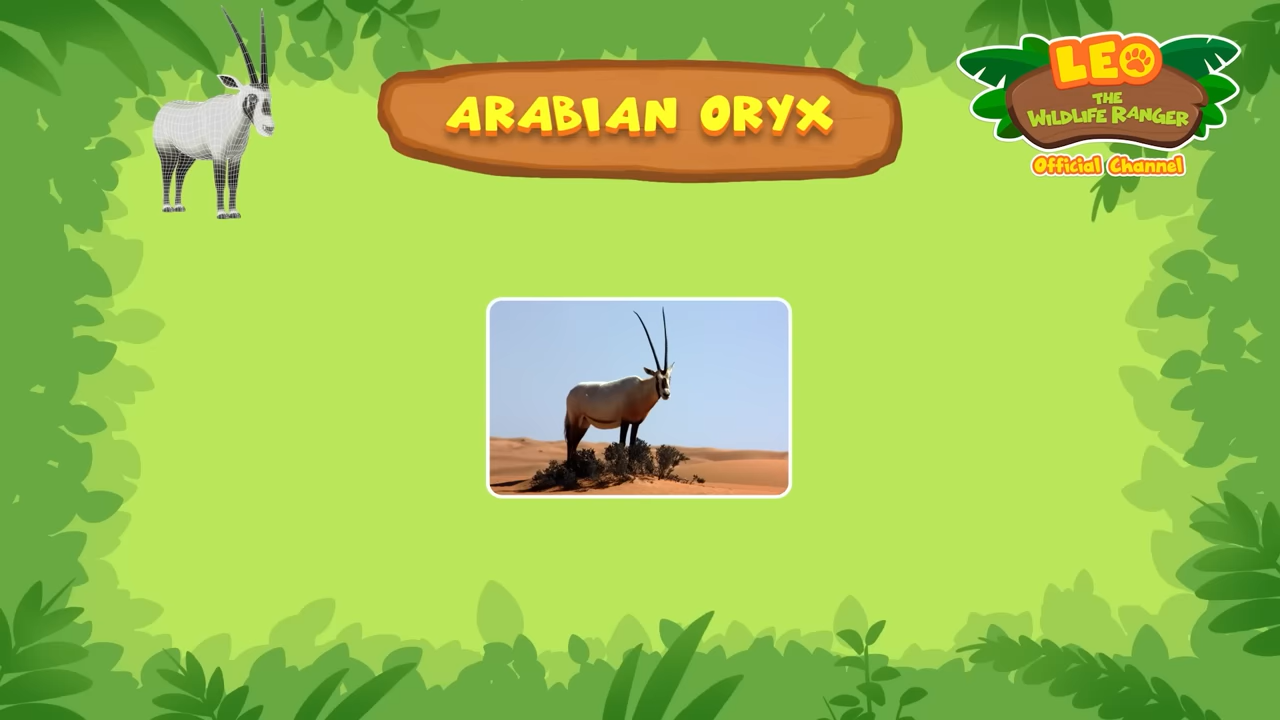 ARABIAN ORYX
LEO
THE
WILDLIFE RANGER
Official Channel